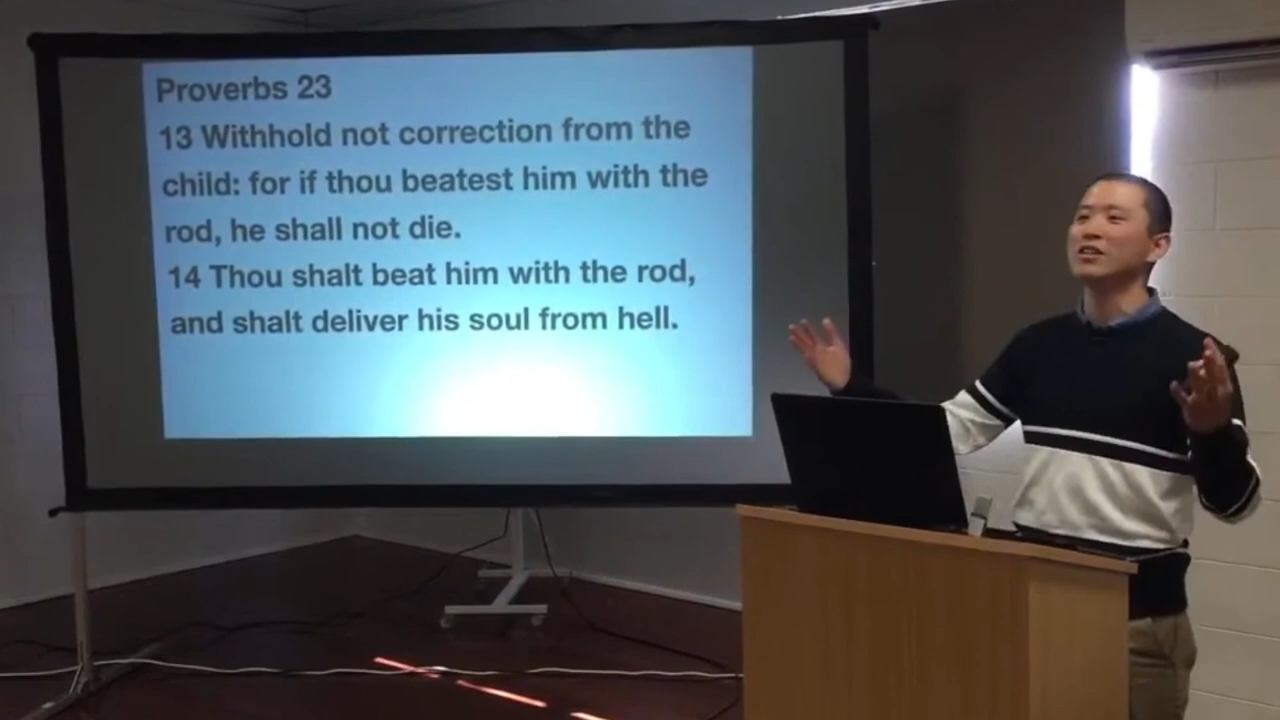 Proverbs 23
13 Withhold not correction from the
child: for if thou beatest him with the
rod, he shall not die.
14 Thou shalt beat him with the rod,
and shalt deliver his soul from hell.